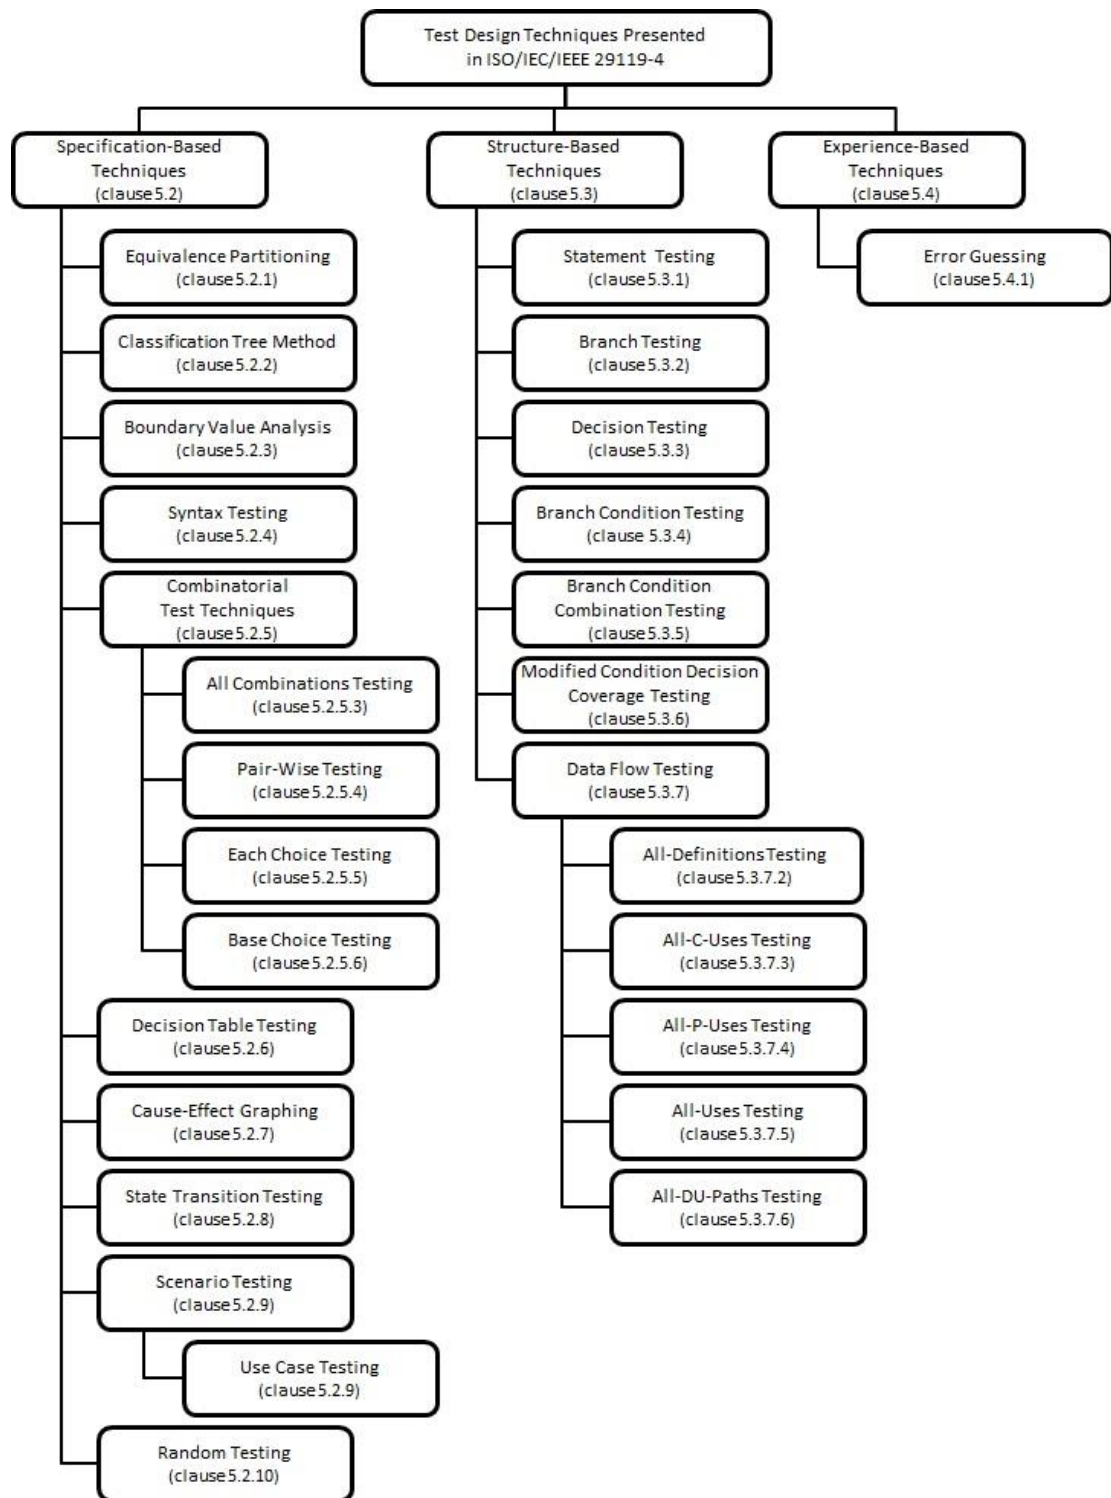 Test Design Techniques Presented
in ISO/IEC/IEEE 29119-4
Specification-Based
Techniques
(clause 5.2)
Equivalence Partitioning
(clause 5.2.1)
Classification Tree Method
(clause 5.2.2)
Boundary Value Analysis
(clause 5.2.3)
Syntax Testing
(clause 5.2.4)
Combinatorial
Test Techniques
(clause 5.2.5)
All Combinations Testing
(clause 5.2.5.3)
Pair-Wise Testing
(clause 5.2.5.4)
Each Choice Testing
(clause 5.2.5.5)
Base Choice Testing
(clause 5.2.5.6)
Decision Table Testing
(clause 5.2.6)
Cause-Effect Graphing
(clause 5.2.7)
State Transition Testing
(clause 5.2.8)
Scenario Testing
(clause 5.2.9)
Use Case Testing
(clause 5.2.9)
Random Testing
(clause 5.2.10)
Structure-Based
Techniques
(clause 5.3)
Statement Testing
(clause 5.3.1)
Branch Testing
(clause 5.3.2)
Decision Testing
(clause 5.3.3)
Branch Condition Testing
(clause 5.3.4)
Branch Condition
Combination Testing
(clause 5.3.5)
Modified Condition Decision
Coverage Testing
(clause 5.3.6)
Data Flow Testing
(clause 5.3.7)
All-Definitions Testing
(clause 5.3.7.2)
All-C-Uses Testing
(clause 5.3.7.3)
All-P-Uses Testing
(clause 5.3.7.4)
All-Uses Testing
(clause 5.3.7.5)
All-DU-Paths Testing
(clause 5.3.7.6)
Experience-Based
Techniques
(clause 5.4)
Error Guessing
(clause 5.4.1)